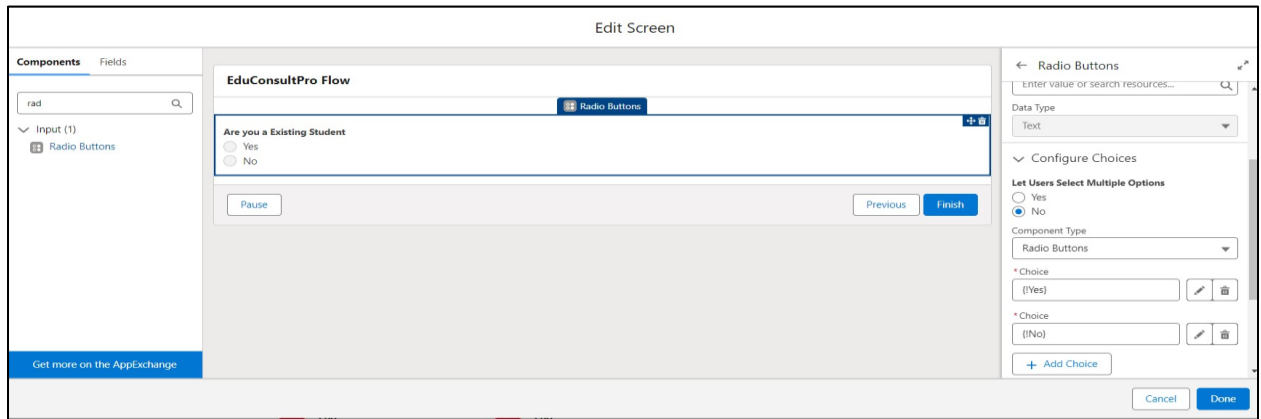 Edit Screen
Components Fields
rad
Input (1)
Radio Buttons
Get more on the AppExchange
EduConsultPro Flow
Radio Buttons
Are you a Existing Student
Yes
No
Pause
Previous
Finish
Radio Buttons
Enter value or search resources...
Data Type
Text
Configure Choices
Let Users Select Multiple Options
Yes
No
Component Type
Radio Buttons
* Choice
{!Yes}
* Choice
{!No}
+ Add Choice
Cancel
Done